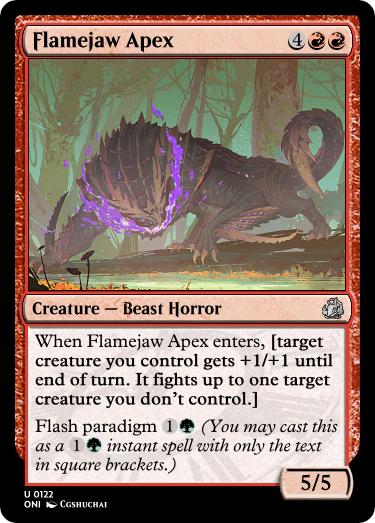 Flamejaw Apex 4
When Flamejaw Apex enters, [target
creature you control gets +1/+1 until
end of turn. It fights up to one target
creature you don't control.]
Flash paradigm 1 (You may cast this
as a 1 instant spell with only the text
in square brackets.)
Creature — Beast Horror
5/5
U 0122
ONI Cgshuchai